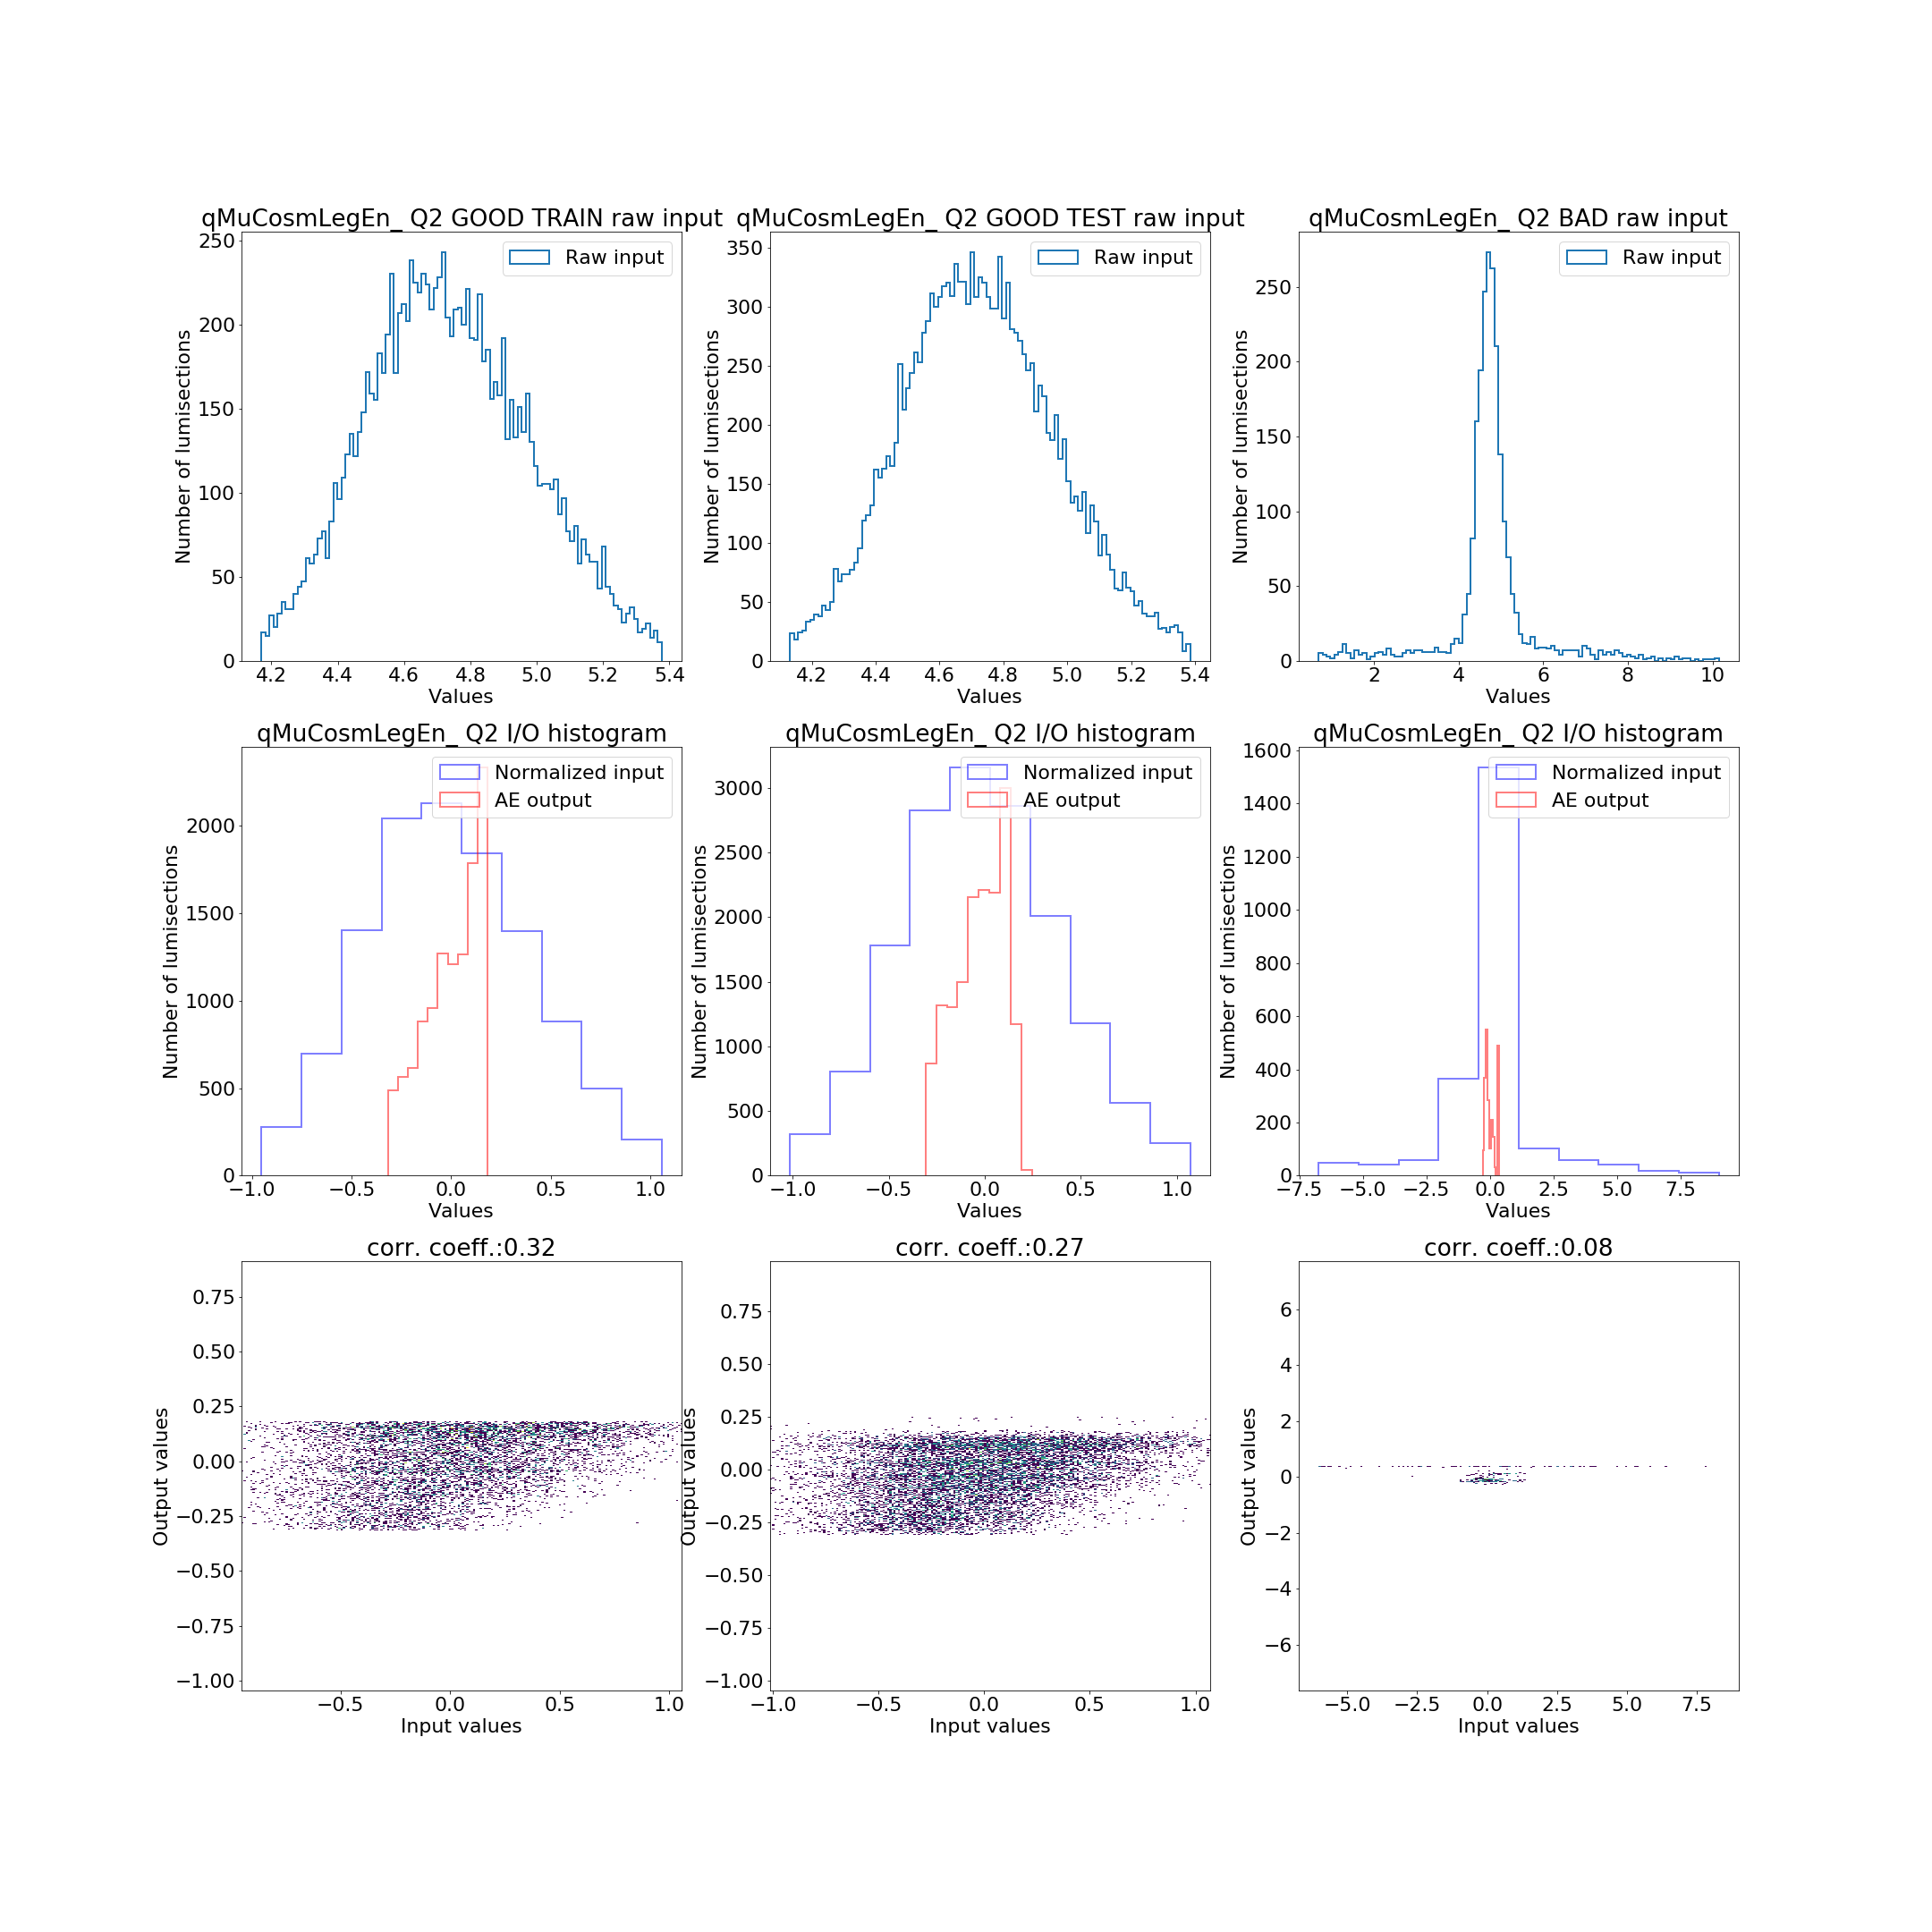 qMuCosmLegEn_ Q2 GOOD TRAIN raw input
250
200
150
100
50
0
Number of lumisections
Raw input
4.2 4.4 4.6 4.8 5.0 5.2 5.4
Values
qMuCosmLegEn_ Q2 GOOD TEST raw input
350
300
250
200
150
100
50
0
Number of lumisections
Raw input
4.2 4.4 4.6 4.8 5.0 5.2 5.4
Values
qMuCosmLegEn_ Q2 BAD raw input
250
200
150
100
50
0
Number of lumisections
Raw input
2 4 6 8 10
Values
qMuCosmLegEn_ Q2 I/O histogram
2000
1500
1000
500
0
Number of lumisections
Normalized input
AE output
−1.0 −0.5 0.0 0.5 1.0
Values
qMuCosmLegEn_ Q2 I/O histogram
3000
2500
2000
1500
1000
500
0
Number of lumisections
Normalized input
AE output
−1.0 −0.5 0.0 0.5 1.0
Values
qMuCosmLegEn_ Q2 I/O histogram
1600
1400
1200
1000
800
600
400
200
0
Number of lumisections
Normalized input
AE output
−7.5 −5.0 −2.5 0.0 2.5 5.0 7.5
Values
corr. coeff.:0.32
0.75
0.50
0.25
0.00
−0.25
−0.50
−0.75
−1.00
Output values
−0.5 0.0 0.5 1.0
Input values
corr. coeff.:0.27
0.75
0.50
0.25
0.00
−0.25
−0.50
−0.75
−1.00
Output values
−1.0 −0.5 0.0 0.5 1.0
Input values
corr. coeff.:0.08
6
4
2
0
−2
−4
−6
Output values
−5.0 −2.5 0.0 2.5 5.0 7.5
Input values